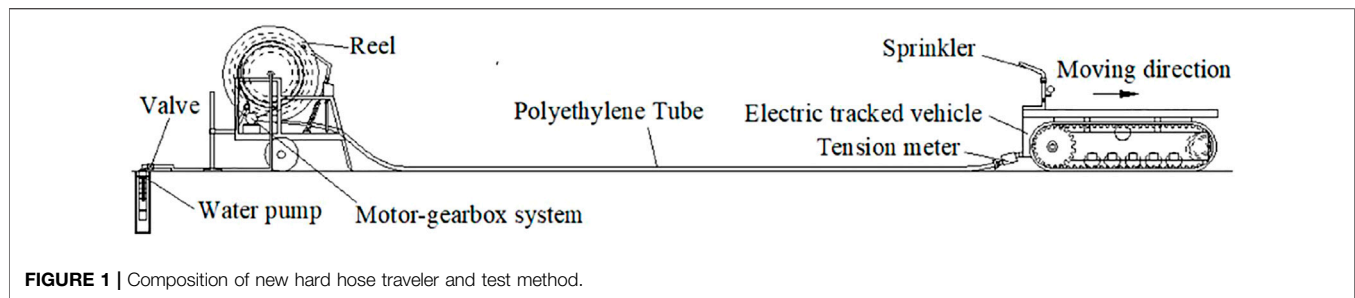 Reel
Sprinkler
Moving direction
Valve
Polyethylene Tube
Electric tracked vehicle
Tension meter
Water pump
Motor-gearbox system
FIGURE 1 | Composition of new hard hose traveler and test method.